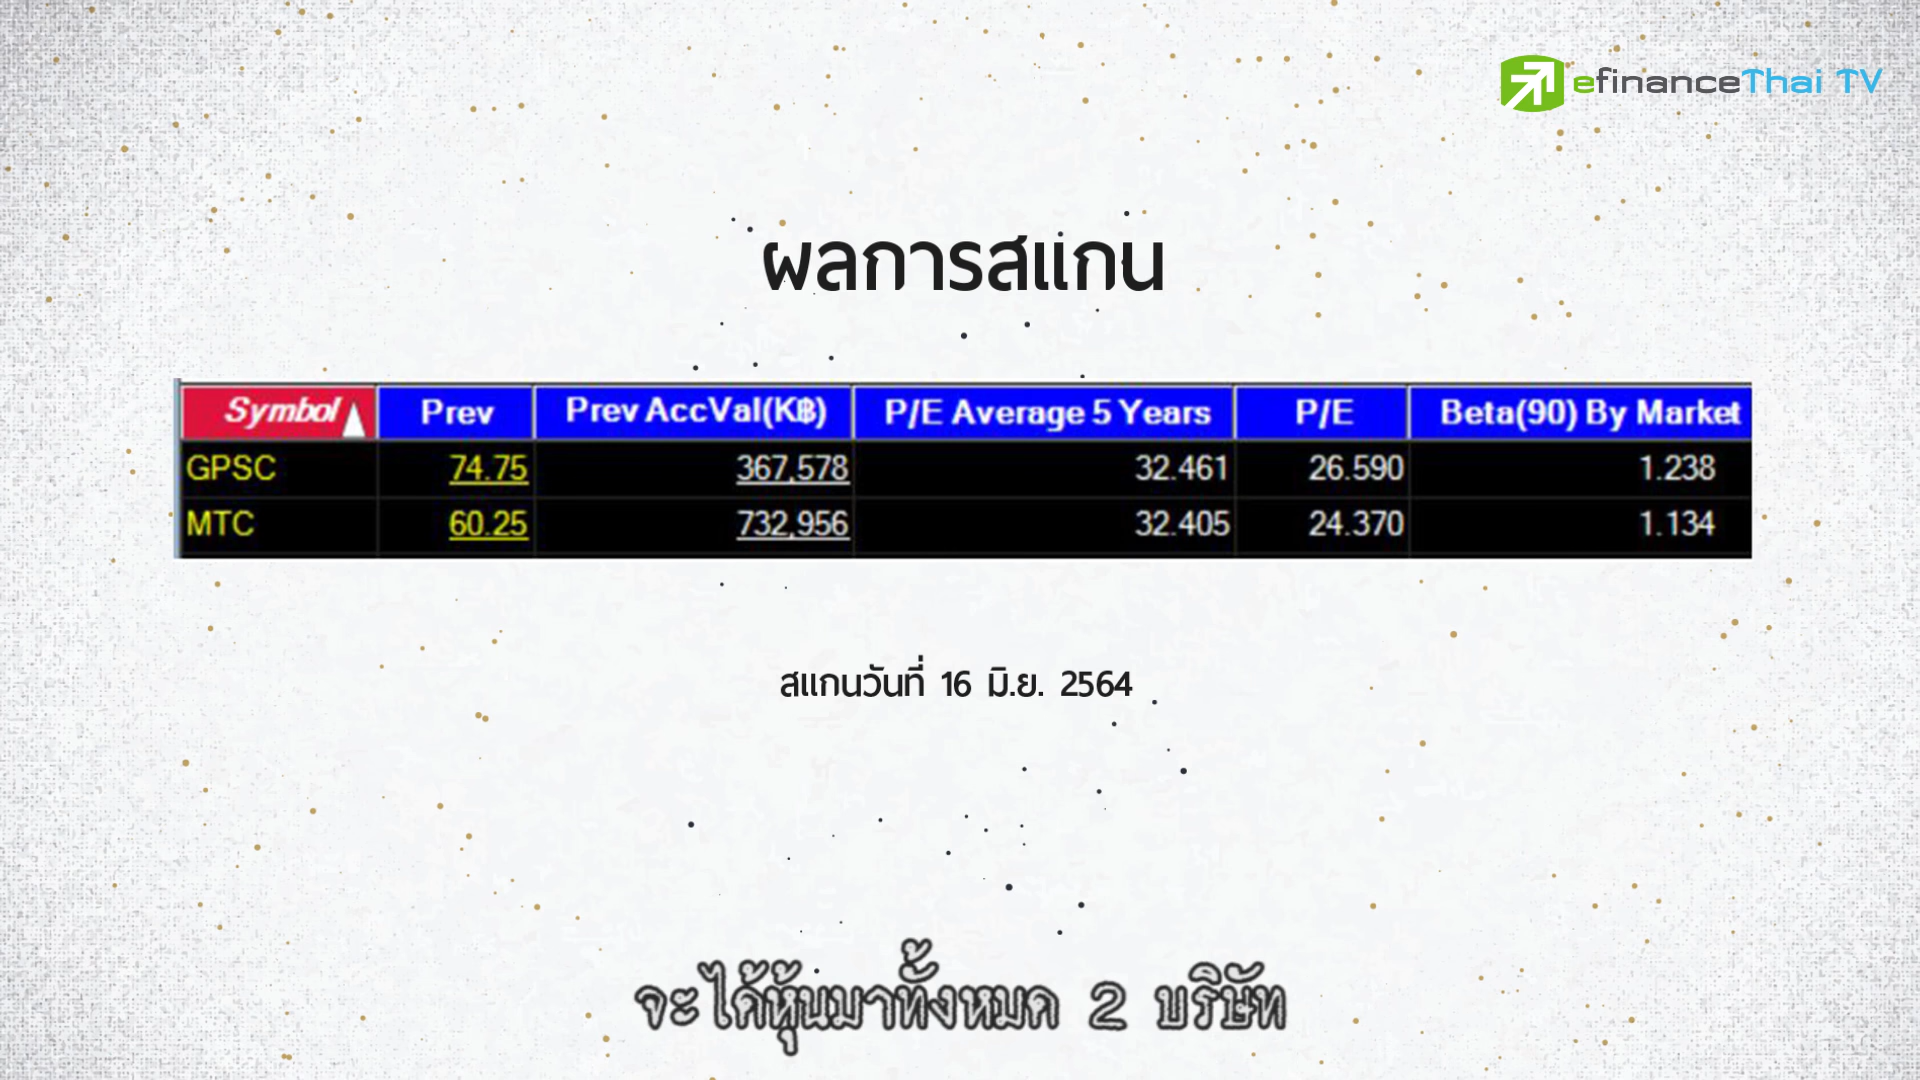 efinanceThai TV
ผลการสแกน
Symbol Prev Prev AccVal(K฿) P/E Average 5 Years P/E Beta(90) By Market
GPSC 74.75 367,578 32.461 26.590 1.238
MTC 60.25 732,956 32.405 24.370 1.134
สแกนวันที่ 16 มิ.ย. 2564
จะได้หุ้นมาทั้งหมด 2 บริษัท